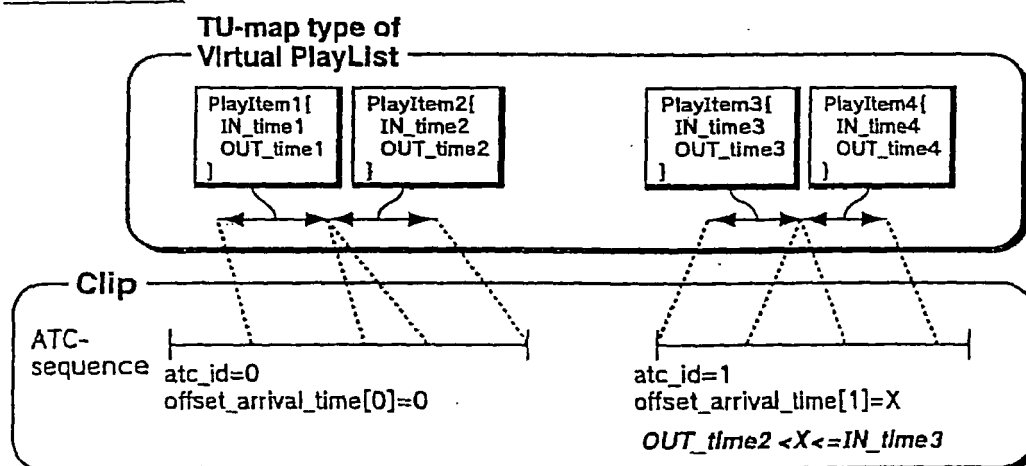 TU-map type of
Virtual PlayList
PlayItem1{
IN_time1
OUT_time1
}
PlayItem2{
IN_time2
OUT_time2
}
PlayItem3{
IN_time3
OUT_time3
}
PlayItem4{
IN_time4
OUT_time4
}
Clip
ATC-
sequence
atc_id=0
offset_arrival_time[0]=0
atc_id=1
offset_arrival_time[1]=X
OUT_time2 <X<=IN_time3